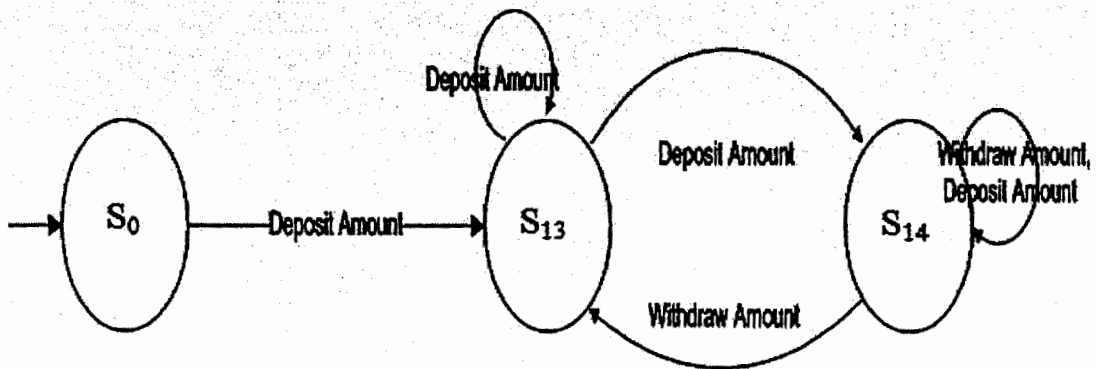 Deposit Amount
S₀
Deposit Amount
S₁₃
Deposit Amount
S₁₄
Withdraw Amount,
Deposit Amount
Withdraw Amount